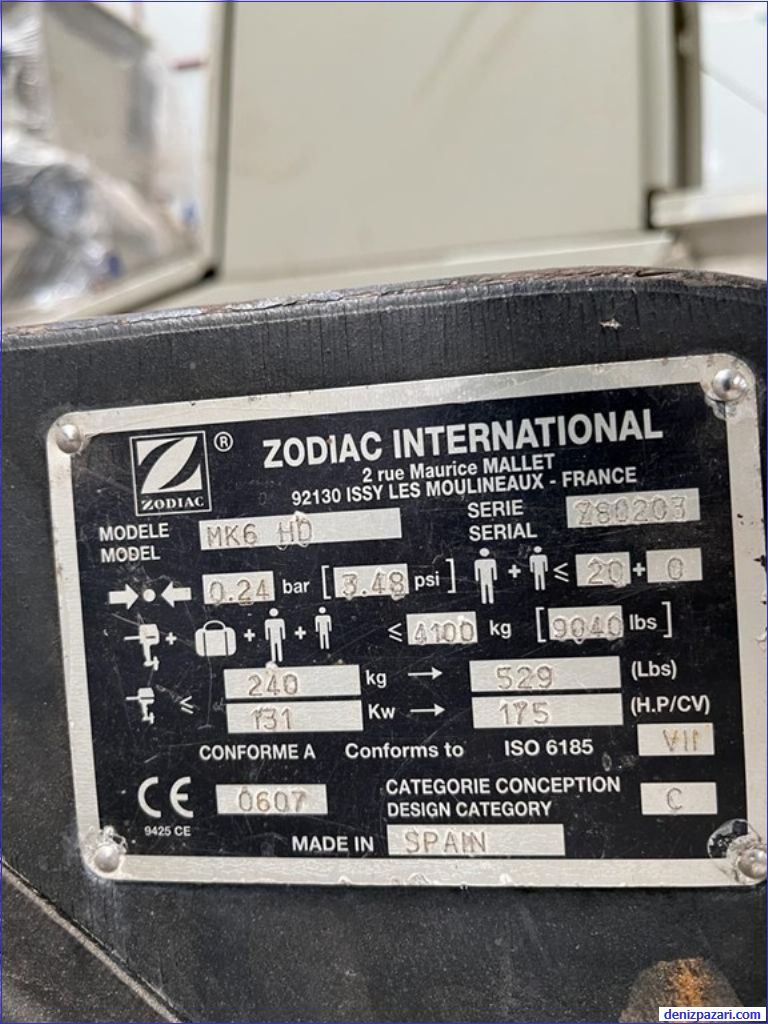 ZODIAC ® ZODIAC INTERNATIONAL
2 rue Maurice MALLET
92130 ISSY LES MOULINEAUX - FRANCE
MODELE
MODEL MK6 HD
SERIE
SERIAL Z80203
0.24 bar [3.48 psi] + ≤ 20 + 0
+ + + ≤ 4100 kg [9040 lbs]
≤ 240 kg → 529 (Lbs)
131 Kw → 175 (H.P/CV)
CONFORME A Conforms to ISO 6185 VII
CE 0607
9425 CE
CATEGORIE CONCEPTION
DESIGN CATEGORY C
MADE IN SPAIN
denizpazari.com